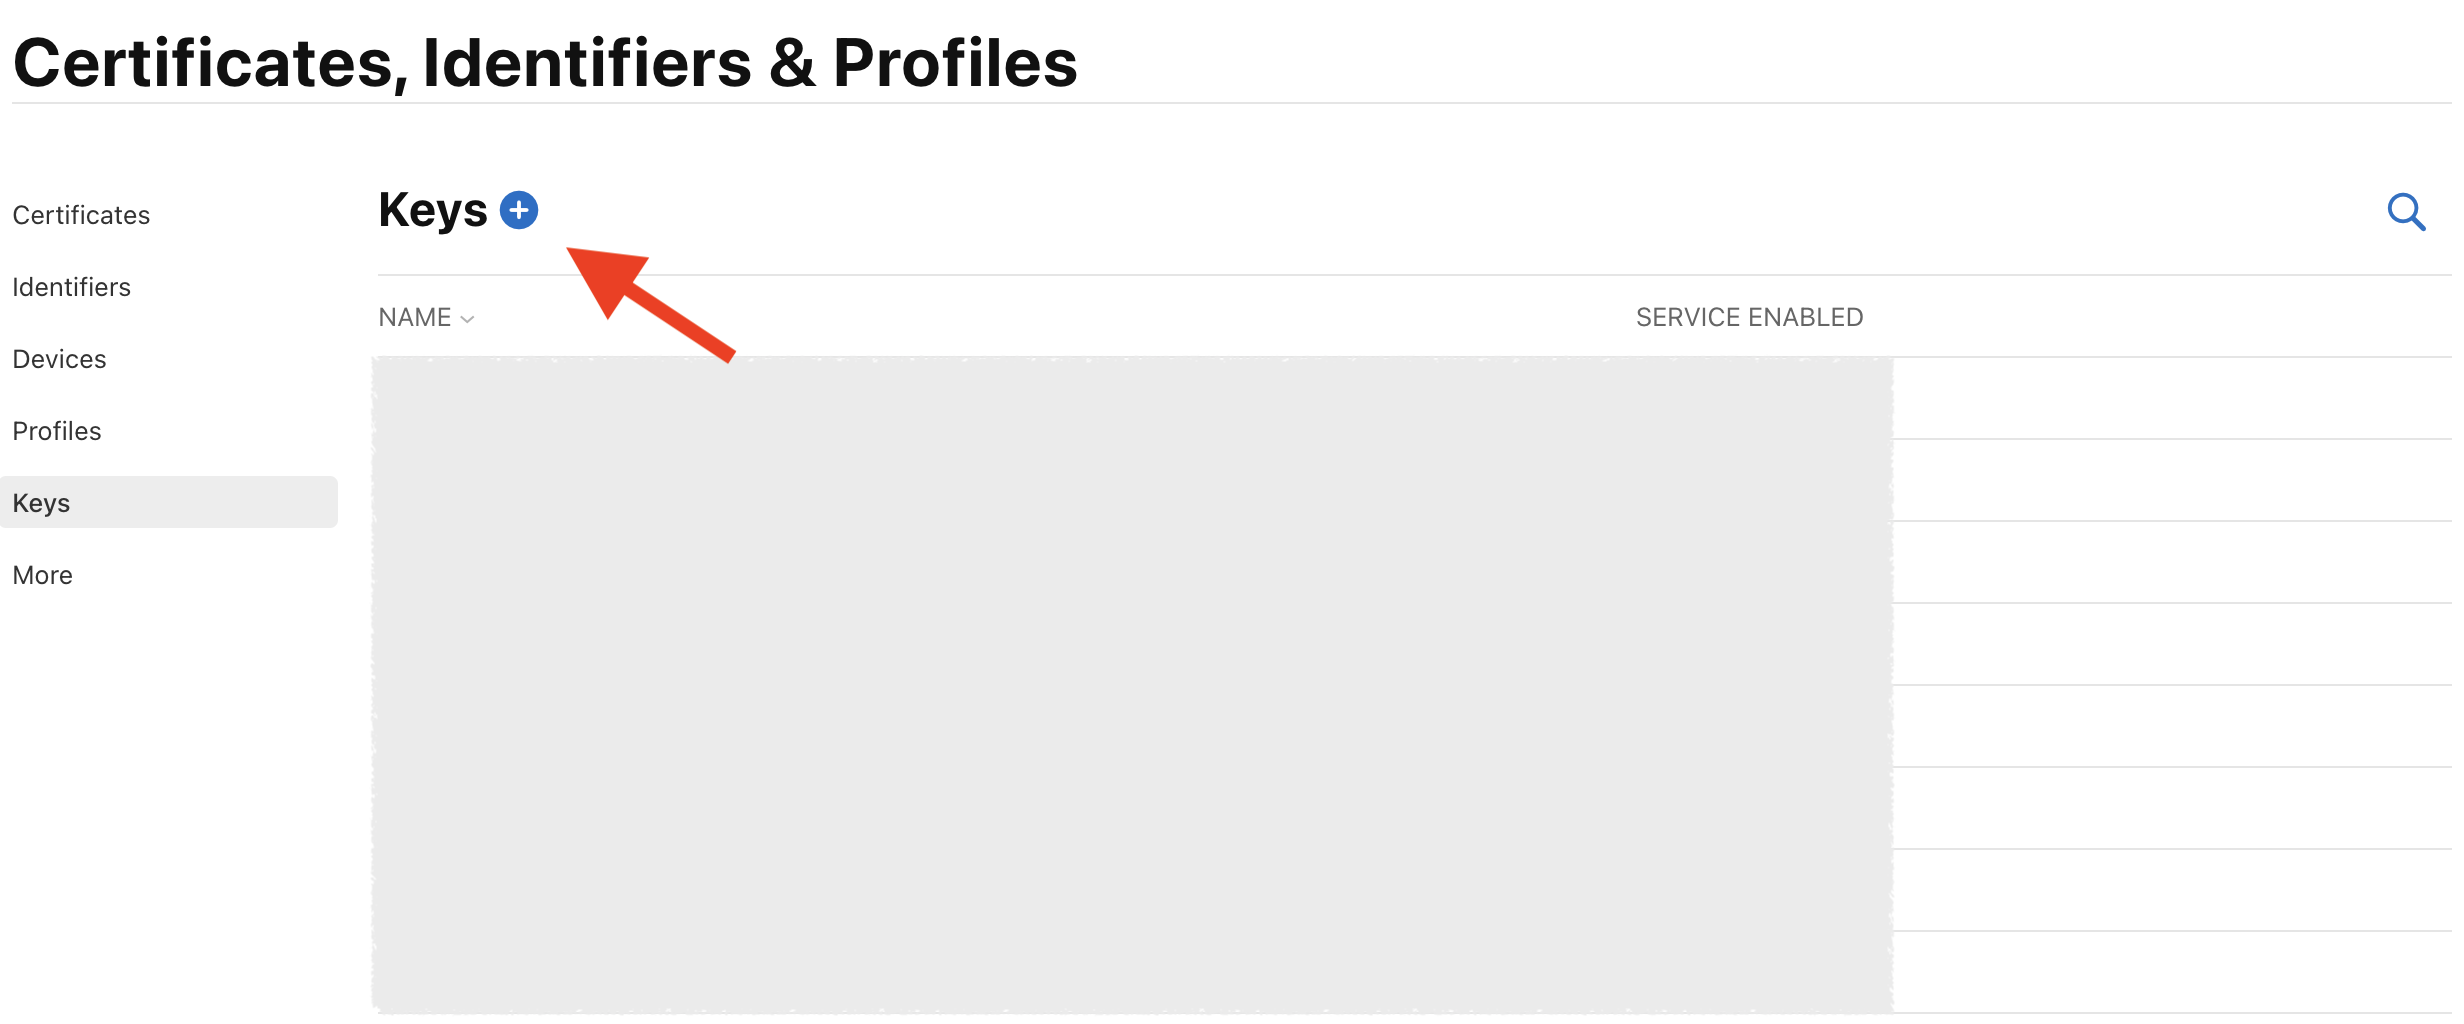 Certificates, Identifiers & Profiles
Certificates
Identifiers
Devices
Profiles
Keys
More
Keys
NAME
SERVICE ENABLED